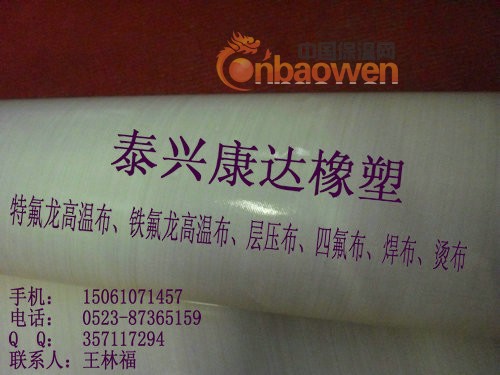 中国保温网
Cnbaowen
泰兴康达橡塑
特氟龙高温布、铁氟龙高温布、层压布、四氟布、焊布、烫布
手机： 15061071457
电话： 0523-87365159
Q Q： 357117294
联系人：王林福